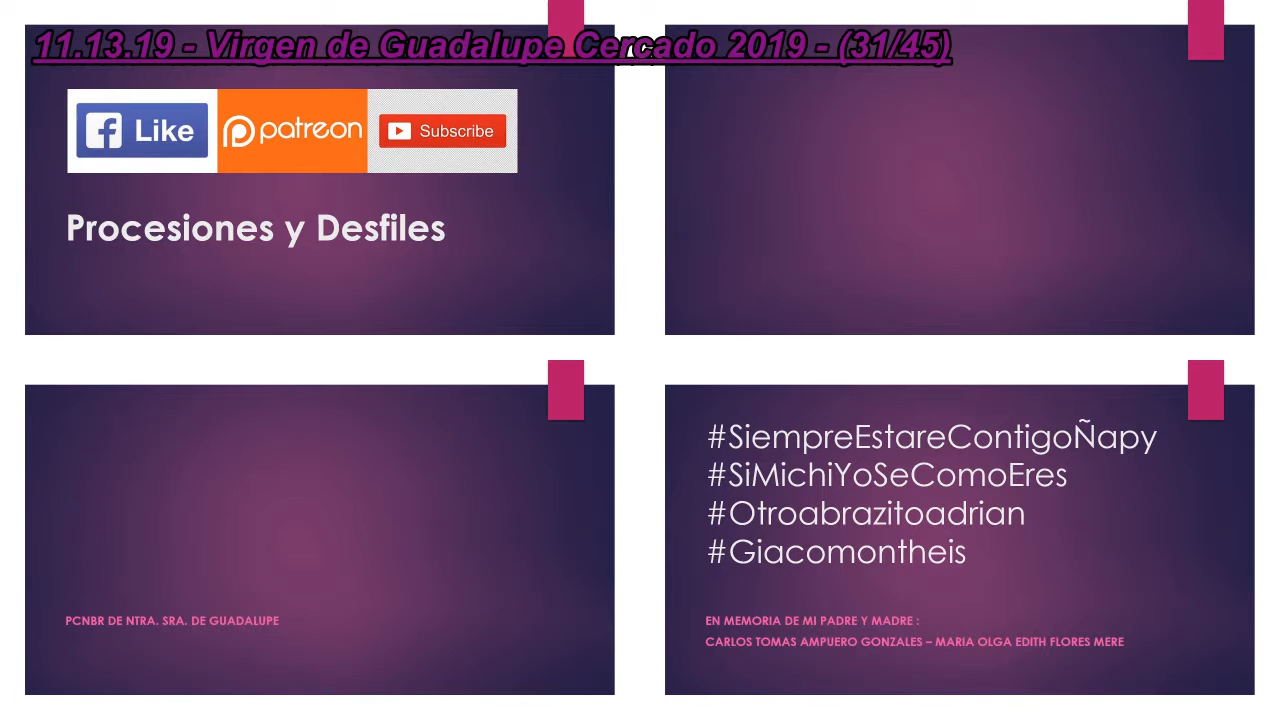 11.13.19 - Virgen de Guadalupe Cercado 2019 - (31/45)
Like
patreon
Subscribe
Procesiones y Desfiles
#SiempreEstareContigoÑapy
#SiMichiYoSeComoEres
#Otroabrazitoadrian
#Giacomontheis
PCNBR DE NTRA. SRA. DE GUADALUPE
EN MEMORIA DE MI PADRE Y MADRE :
CARLOS TOMAS AMPUERO GONZALES – MARIA OLGA EDITH FLORES MERE